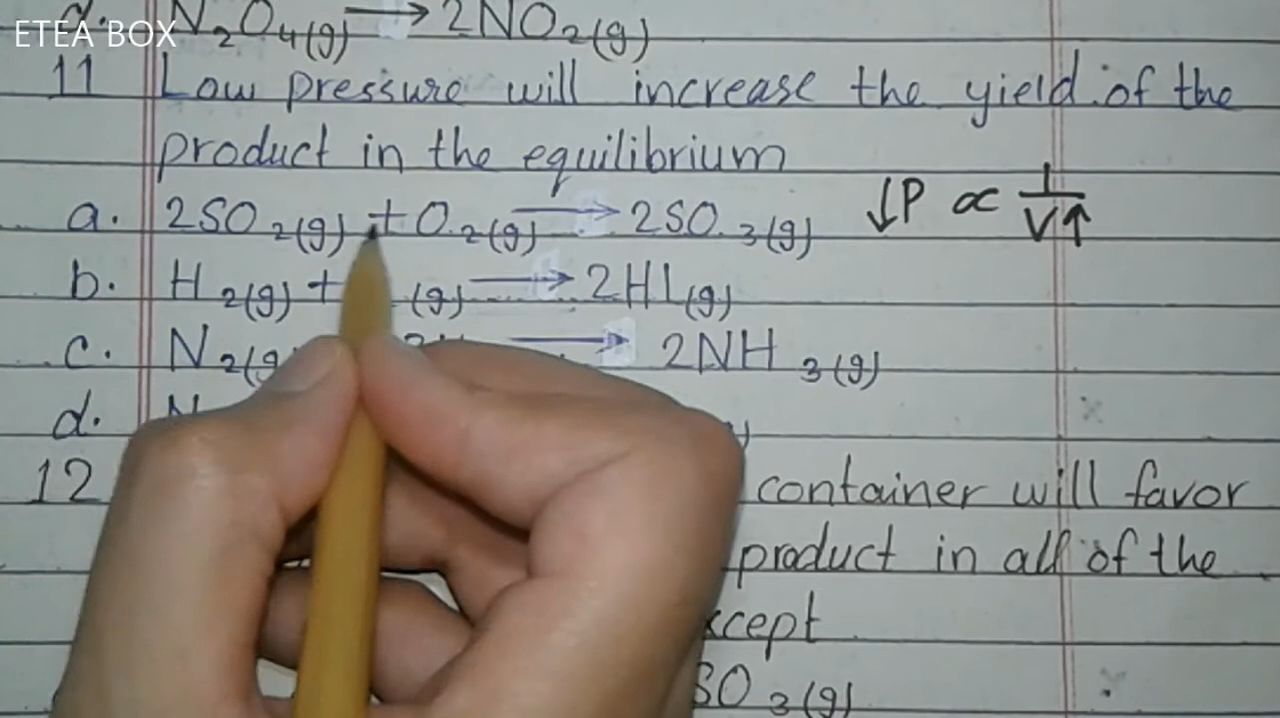 d. N2O4(g) → 2NO2(g)
ETEA BOX
11 Low pressure will increase the yield of the
product in the equilibrium
↓P ∝ 1/V↑
a. 2SO2(g) + O2(g) → 2SO3(g)
b. H2(g) + (g) → 2HI(g)
c. N2(g → 2NH3(g)
d.
12 container will favor
product in all of the
xcept
SO3(g)